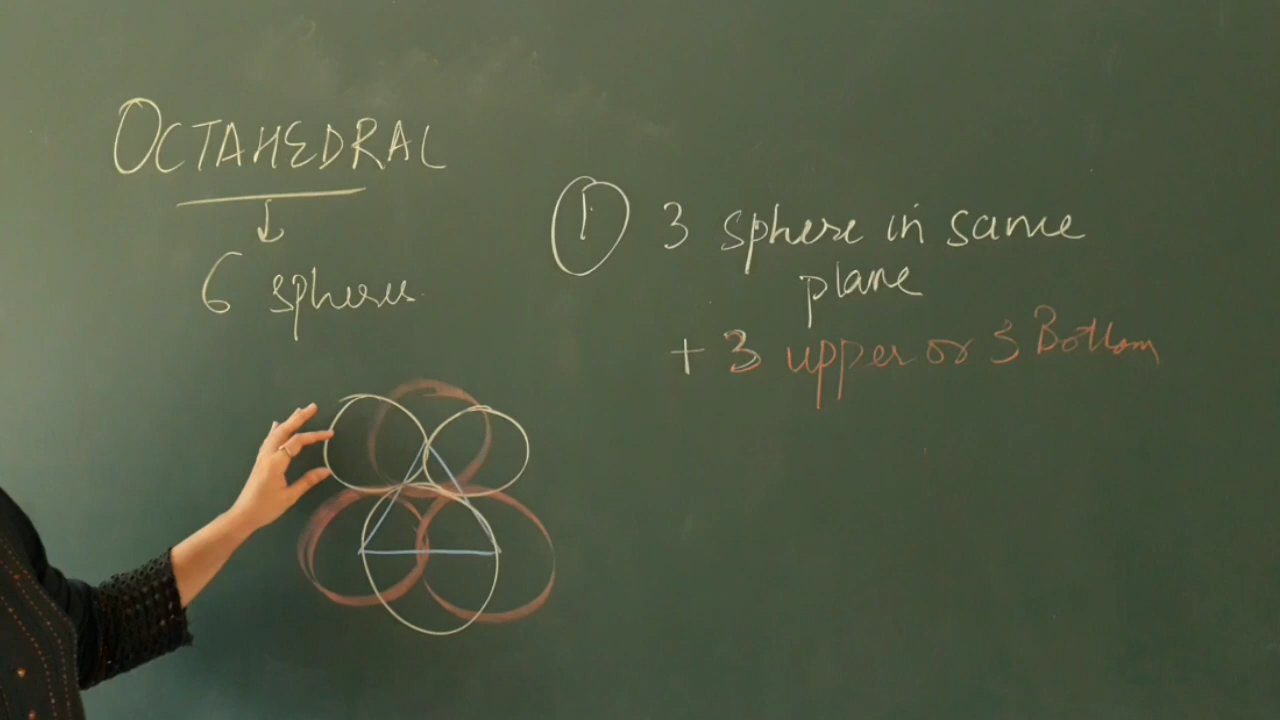 OCTAHEDRAL
↓
6 spheres
① 3 sphere in same
plane
+ 3 upper or 3 Bottom